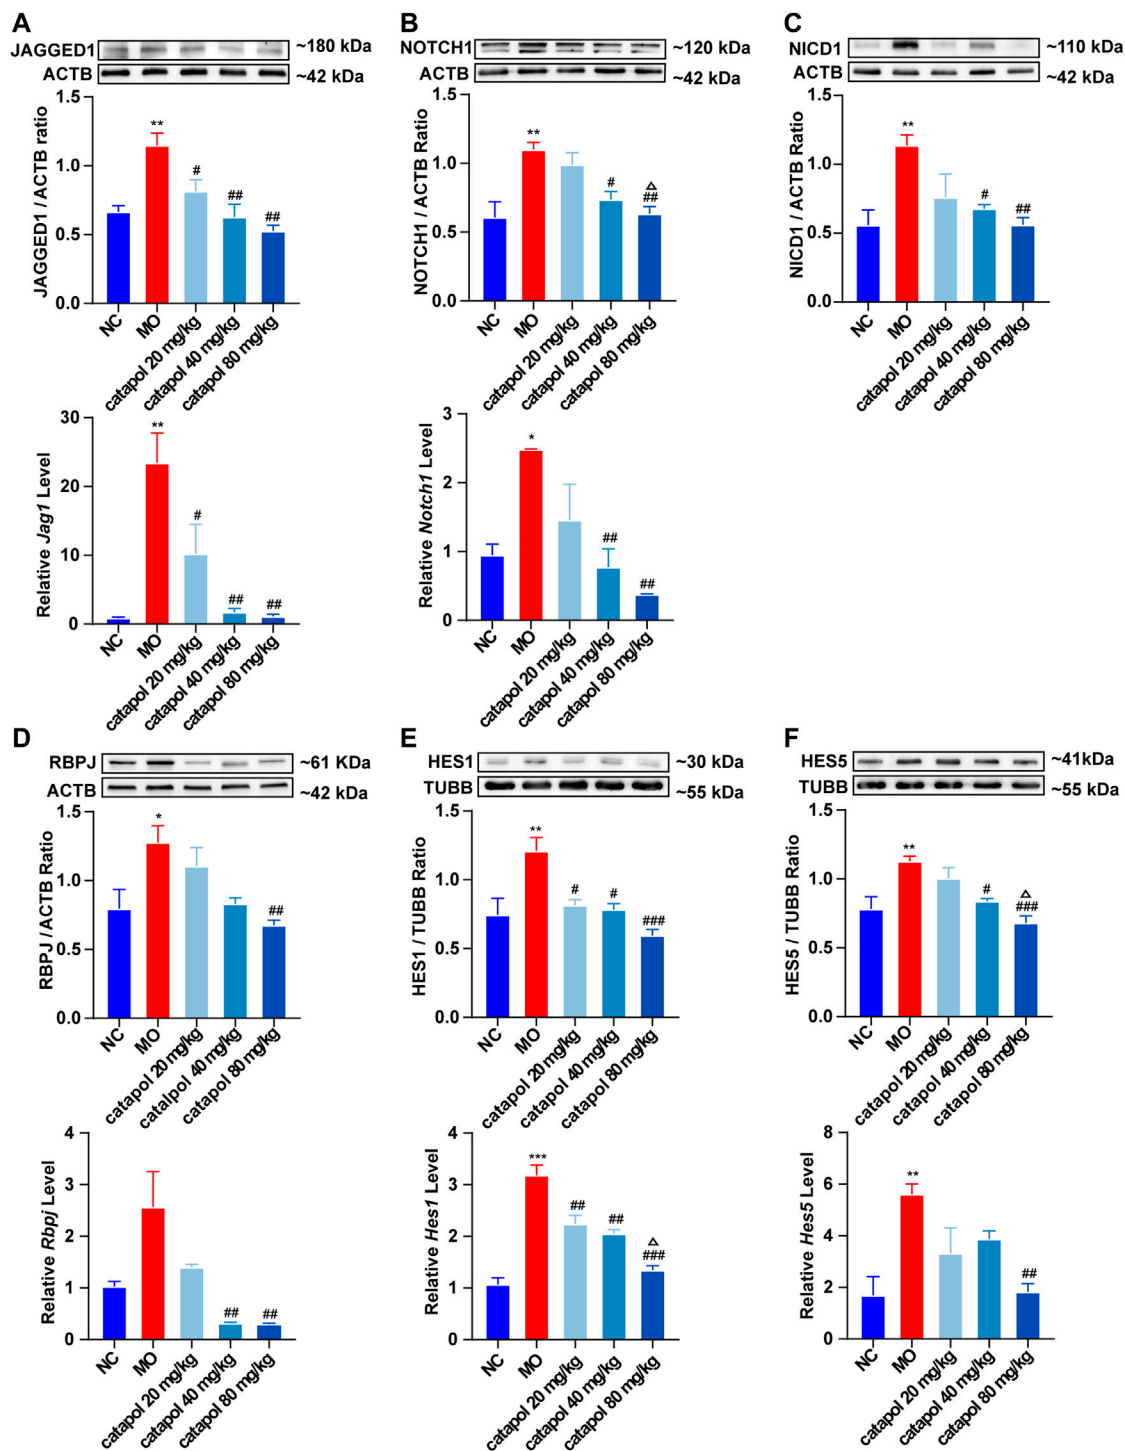 A
JAGGED1
~180 kDa
ACTB
~42 kDa
JAGGED1 / ACTB ratio
1.5
1.0
0.5
0.0
**
#
##
##
NC
MO
catapol 20 mg/kg
catapol 40 mg/kg
catapol 80 mg/kg
Relative Jag1 Level
30
20
10
0
**
#
##
##
NC
MO
catapol 20 mg/kg
catapol 40 mg/kg
catapol 80 mg/kg
B
NOTCH1
~120 kDa
ACTB
~42 kDa
NOTCH1 / ACTB Ratio
1.5
1.0
0.5
0.0
**
#
△
##
NC
MO
catapol 20 mg/kg
catapol 40 mg/kg
catapol 80 mg/kg
Relative Notch1 Level
3
2
1
0
*
##
##
NC
MO
catapol 20 mg/kg
catapol 40 mg/kg
catapol 80 mg/kg
C
NICD1
~110 kDa
ACTB
~42 kDa
NICD1 / ACTB Ratio
1.5
1.0
0.5
0.0
**
#
##
NC
MO
catapol 20 mg/kg
catapol 40 mg/kg
catapol 80 mg/kg
D
RBPJ
~61 KDa
ACTB
~42 kDa
RBPJ / ACTB Ratio
1.5
1.0
0.5
0.0
*
##
NC
MO
catapol 20 mg/kg
catalpol 40 mg/kg
catapol 80 mg/kg
Relative Rbpj Level
4
3
2
1
0
##
##
NC
MO
catapol 20 mg/kg
catapol 40 mg/kg
catapol 80 mg/kg
E
HES1
~30 kDa
TUBB
~55 kDa
HES1 / TUBB Ratio
1.5
1.0
0.5
0.0
**
#
#
###
NC
MO
catapol 20 mg/kg
catapol 40 mg/kg
catapol 80 mg/kg
Relative Hes1 Level
4
3
2
1
0
***
##
##
△
###
NC
MO
catapol 20 mg/kg
catapol 40 mg/kg
catapol 80 mg/kg
F
HES5
~41kDa
TUBB
~55 kDa
HES5 / TUBB Ratio
1.5
1.0
0.5
0.0
**
#
△
###
NC
MO
catapol 20 mg/kg
catapol 40 mg/kg
catapol 80 mg/kg
Relative Hes5 Level
8
6
4
2
0
**
##
NC
MO
catapol 20 mg/kg
catapol 40 mg/kg
catapol 80 mg/kg